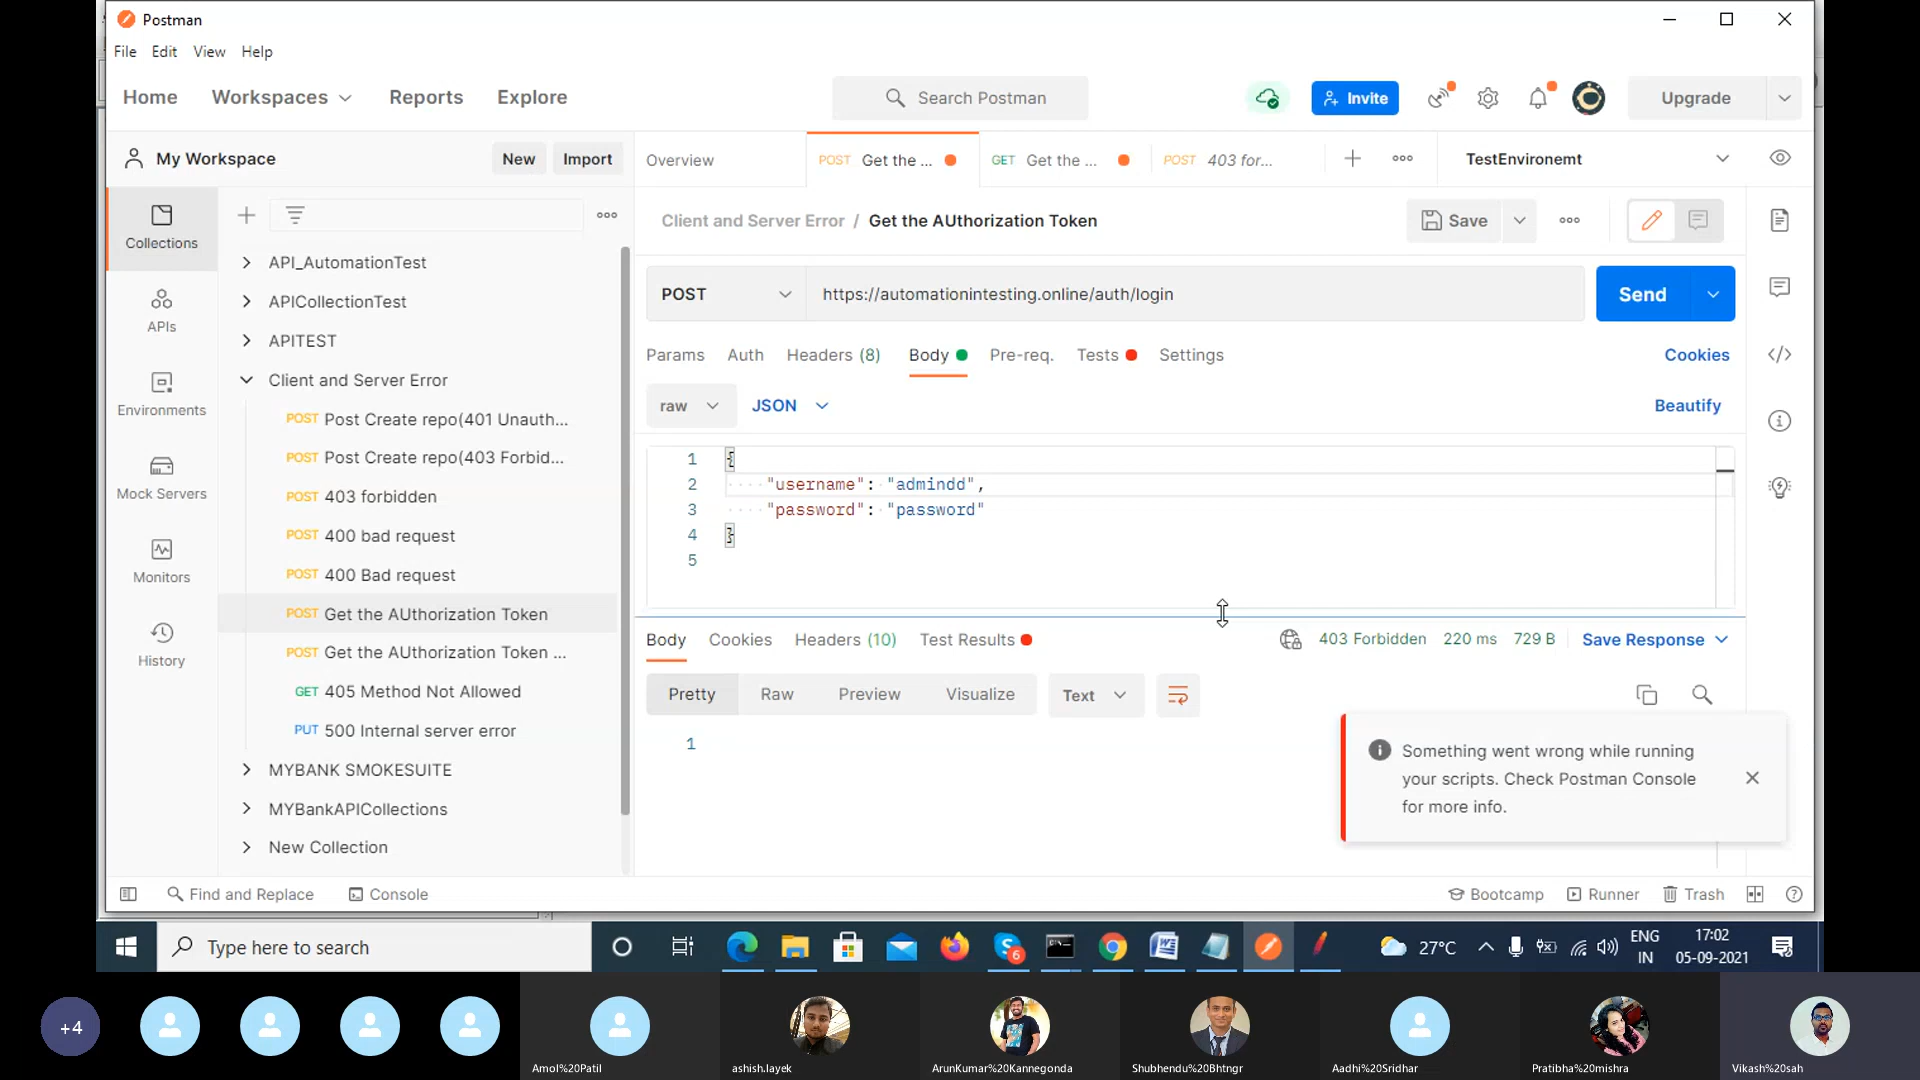 Postman
File Edit View Help
Home Workspaces Reports Explore
Search Postman
Invite
Upgrade
My Workspace
New Import
Overview
POST Get the ...
GET Get the ...
POST 403 for...
TestEnvironemt
Collections
APIs
Environments
Mock Servers
Monitors
History
API_AutomationTest
APICollectionTest
APITEST
Client and Server Error
POST Post Create repo(401 Unauth...
POST Post Create repo(403 Forbid...
POST 403 forbidden
POST 400 bad request
POST 400 Bad request
POST Get the AUthorization Token
POST Get the AUthorization Token ...
GET 405 Method Not Allowed
PUT 500 Internal server error
MYBANK SMOKESUITE
MYBankAPICollections
New Collection
Client and Server Error / Get the AUthorization Token
Save
POST https://automationintesting.online/auth/login
Send
Params Auth Headers (8) Body Pre-req. Tests Settings
Cookies
raw JSON
Beautify
1 {
2 "username": "admindd",
3 "password": "password"
4 }
5
Body Cookies Headers (10) Test Results
403 Forbidden 220 ms 729 B Save Response
Pretty Raw Preview Visualize Text
1
Something went wrong while running
your scripts. Check Postman Console
for more info.
Find and Replace Console
Bootcamp Runner Trash
Type here to search
6
27°C
ENG
IN
17:02
05-09-2021
+4
Amol%20Patil
ashish.layek
ArunKumar%20Kannegonda
Shubhendu%20Bhtngr
Aadhi%20Sridhar
Pratibha%20mishra
Vikash%20sah